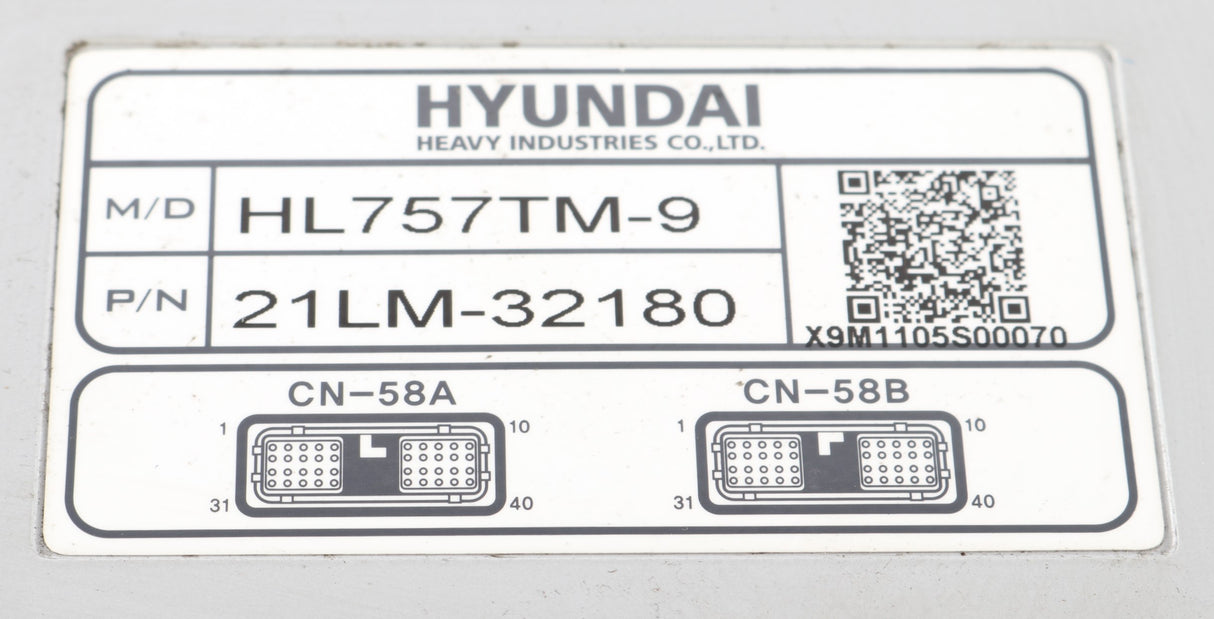 HYUNDAI
HEAVY INDUSTRIES CO.,LTD.
M/D HL757TM-9
P/N 21LM-32180
X9M1105S00070
CN-58A CN-58B
1 10 1 10
31 40 31 40